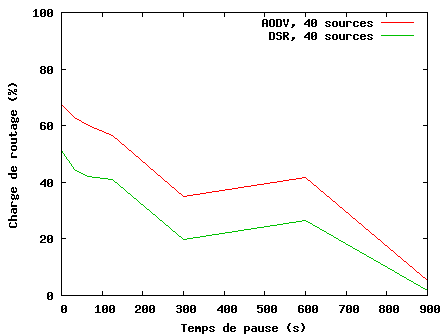 100
80
60
40
20
0
Charge de routage (%)
AODV, 40 sources
DSR, 40 sources
0 100 200 300 400 500 600 700 800 900
Temps de pause (s)